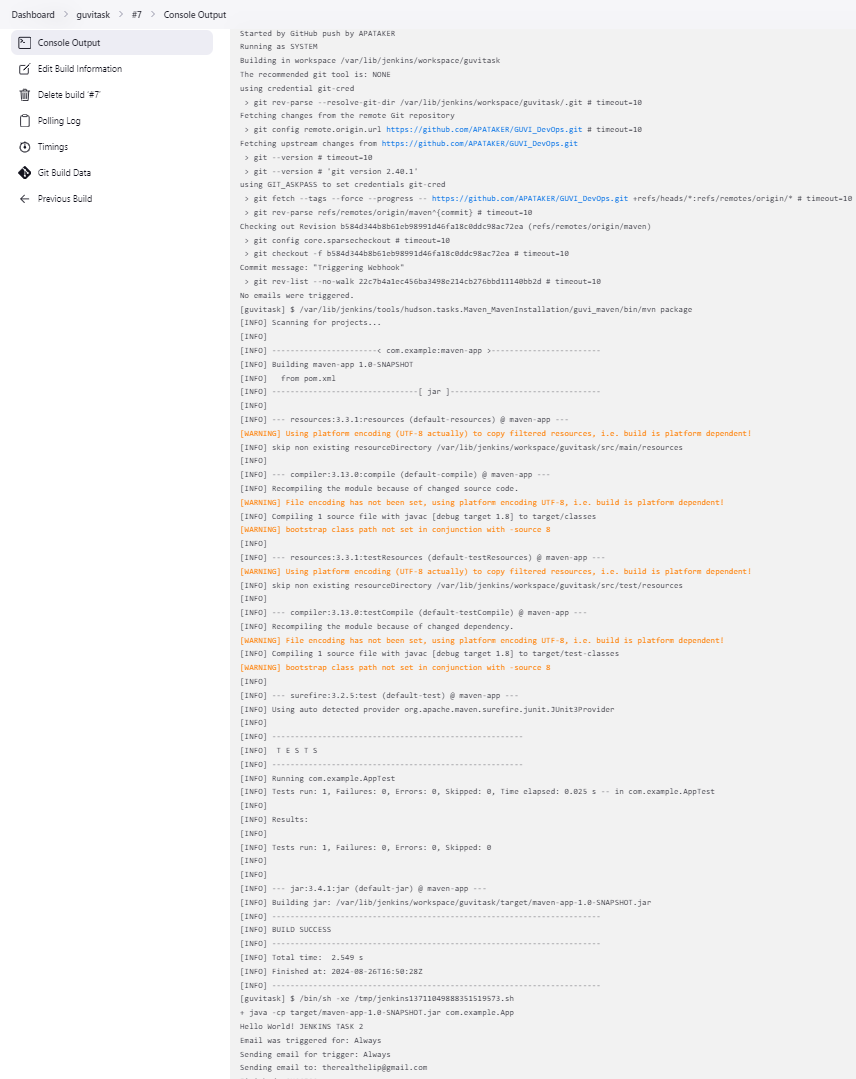 Dashboard > guvitask > #7 > Console Output
Console Output
Edit Build Information
Delete build '#7'
Polling Log
Timings
Git Build Data
Previous Build
Started by GitHub push by APATAKER
Running as SYSTEM
Building in workspace /var/lib/jenkins/workspace/guvitask
The recommended git tool is: NONE
using credential git-cred
> git rev-parse --resolve-git-dir /var/lib/jenkins/workspace/guvitask/.git # timeout=10
Fetching changes from the remote Git repository
> git config remote.origin.url https://github.com/APATAKER/GUVI_DevOps.git # timeout=10
Fetching upstream changes from https://github.com/APATAKER/GUVI_DevOps.git
> git --version # timeout=10
> git --version # 'git version 2.40.1'
using GIT_ASKPASS to set credentials git-cred
> git fetch --tags --force --progress -- https://github.com/APATAKER/GUVI_DevOps.git +refs/heads/*:refs/remotes/origin/* # timeout=10
> git rev-parse refs/remotes/origin/maven^{commit} # timeout=10
Checking out Revision b584d344b8b61eb98991d46fa18c0ddc98ac72ea (refs/remotes/origin/maven)
> git config core.sparsecheckout # timeout=10
> git checkout -f b584d344b8b61eb98991d46fa18c0ddc98ac72ea # timeout=10
Commit message: "Triggering Webhook"
> git rev-list --no-walk 22c7b4a1ec456ba3498e214cb276bbd11140bb2d # timeout=10
No emails were triggered.
[guvitask] $ /var/lib/jenkins/tools/hudson.tasks.Maven_MavenInstallation/guvi_maven/bin/mvn package
[INFO] Scanning for projects...
[INFO]
[INFO] -----------------------< com.example:maven-app >------------------------
[INFO] Building maven-app 1.0-SNAPSHOT
[INFO]   from pom.xml
[INFO] --------------------------------[ jar ]---------------------------------
[INFO]
[INFO] --- resources:3.3.1:resources (default-resources) @ maven-app ---
[WARNING] Using platform encoding (UTF-8 actually) to copy filtered resources, i.e. build is platform dependent!
[INFO] skip non existing resourceDirectory /var/lib/jenkins/workspace/guvitask/src/main/resources
[INFO]
[INFO] --- compiler:3.13.0:compile (default-compile) @ maven-app ---
[INFO] Recompiling the module because of changed source code.
[WARNING] File encoding has not been set, using platform encoding UTF-8, i.e. build is platform dependent!
[INFO] Compiling 1 source file with javac [debug target 1.8] to target/classes
[WARNING] bootstrap class path not set in conjunction with -source 8
[INFO]
[INFO] --- resources:3.3.1:testResources (default-testResources) @ maven-app ---
[WARNING] Using platform encoding (UTF-8 actually) to copy filtered resources, i.e. build is platform dependent!
[INFO] skip non existing resourceDirectory /var/lib/jenkins/workspace/guvitask/src/test/resources
[INFO]
[INFO] --- compiler:3.13.0:testCompile (default-testCompile) @ maven-app ---
[INFO] Recompiling the module because of changed dependency.
[WARNING] File encoding has not been set, using platform encoding UTF-8, i.e. build is platform dependent!
[INFO] Compiling 1 source file with javac [debug target 1.8] to target/test-classes
[WARNING] bootstrap class path not set in conjunction with -source 8
[INFO]
[INFO] --- surefire:3.2.5:test (default-test) @ maven-app ---
[INFO] Using auto detected provider org.apache.maven.surefire.junit.JUnit3Provider
[INFO]
[INFO] -------------------------------------------------------
[INFO]  T E S T S
[INFO] -------------------------------------------------------
[INFO] Running com.example.AppTest
[INFO] Tests run: 1, Failures: 0, Errors: 0, Skipped: 0, Time elapsed: 0.025 s -- in com.example.AppTest
[INFO]
[INFO] Results:
[INFO]
[INFO] Tests run: 1, Failures: 0, Errors: 0, Skipped: 0
[INFO]
[INFO]
[INFO] --- jar:3.4.1:jar (default-jar) @ maven-app ---
[INFO] Building jar: /var/lib/jenkins/workspace/guvitask/target/maven-app-1.0-SNAPSHOT.jar
[INFO] ------------------------------------------------------------------------
[INFO] BUILD SUCCESS
[INFO] ------------------------------------------------------------------------
[INFO] Total time:  2.549 s
[INFO] Finished at: 2024-08-26T16:50:28Z
[INFO] ------------------------------------------------------------------------
[guvitask] $ /bin/sh -xe /tmp/jenkins13711049888351519573.sh
+ java -cp target/maven-app-1.0-SNAPSHOT.jar com.example.App
Hello World! JENKINS TASK 2
Email was triggered for: Always
Sending email for trigger: Always
Sending email to: therealthelip@gmail.com